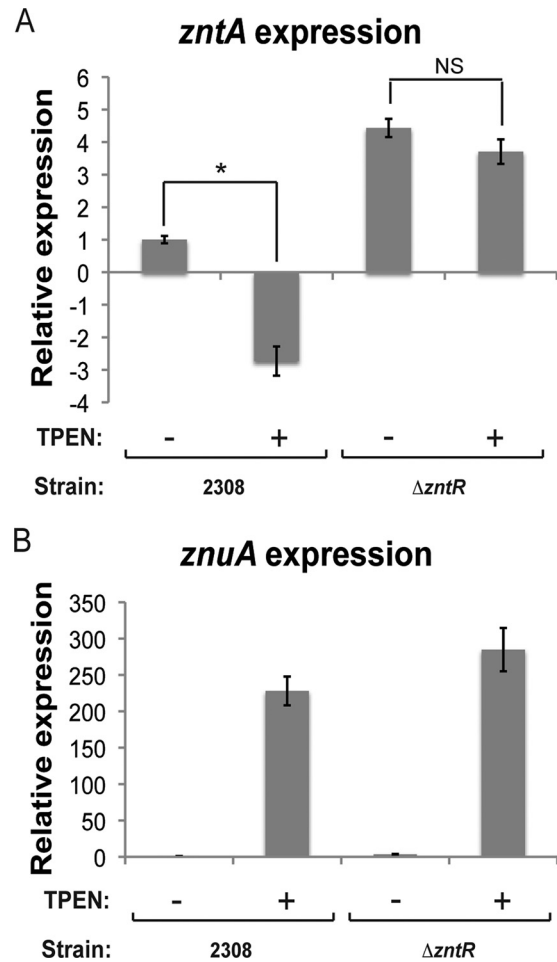 A
zntA expression
Relative expression
6
5
4
3
2
1
0
-1
-2
-3
-4
*
NS
TPEN: - + - +
Strain: 2308 ΔzntR
B
znuA expression
Relative expression
350
300
250
200
150
100
50
0
TPEN: - + - +
Strain: 2308 ΔzntR